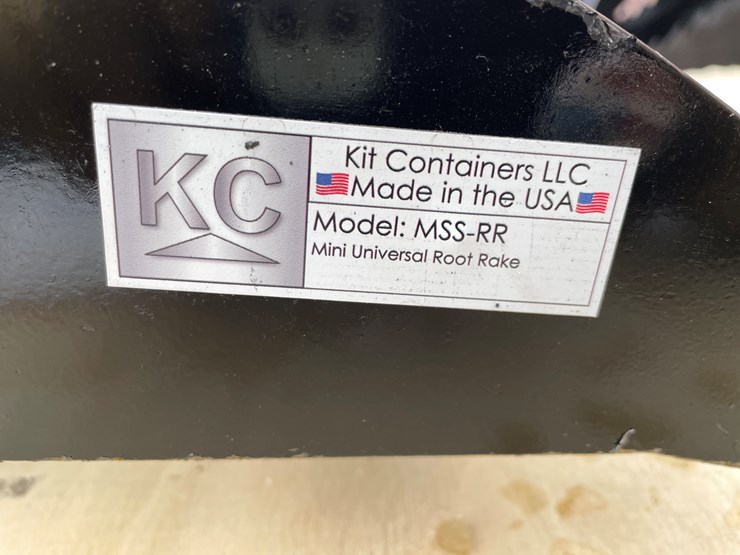 KC
Kit Containers LLC
Made in the USA
Model: MSS-RR
Mini Universal Root Rake